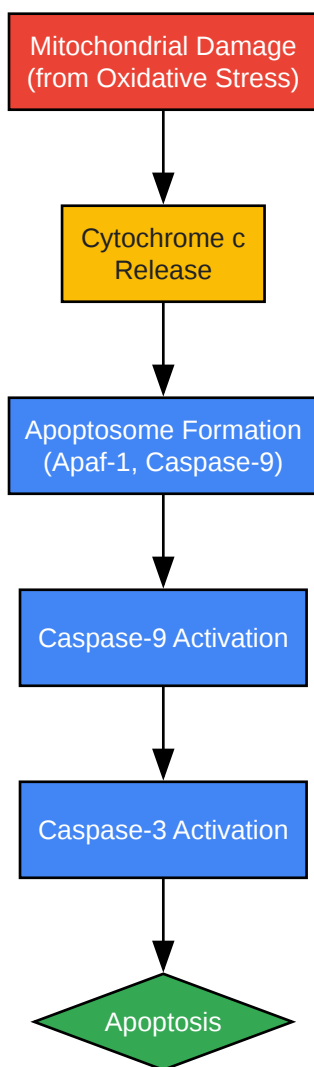 Mitochondrial Damage
(from Oxidative Stress)
Cytochrome c
Release
Apoptosome Formation
(Apaf-1, Caspase-9)
Caspase-9 Activation
Caspase-3 Activation
Apoptosis